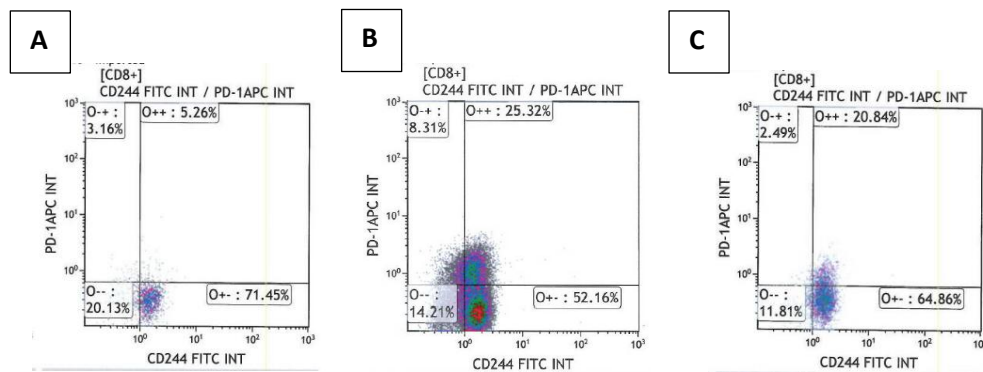 A
[CD8+]
CD244 FITC INT / PD-1APC INT
10³
O-+ :
3.16%
O++ : 5.26%
10²
10¹
10⁰
PD-1APC INT
O-- :
20.13%
O+- : 71.45%
10⁰ 10¹ 10² 10³
CD244 FITC INT
B
[CD8+]
CD244 FITC INT / PD-1APC INT
10³
O-+ :
8.31%
O++ : 25.32%
10²
10¹
10⁰
PD-1APC INT
O-- :
14.21%
O+- : 52.16%
10⁰ 10¹ 10² 10³
CD244 FITC INT
C
[CD8+]
CD244 FITC INT / PD-1APC INT
10³
O-+ :
2.49%
O++ : 20.84%
10²
10¹
10⁰
PD-1APC INT
O-- :
11.81%
O+- : 64.86%
10⁰ 10¹ 10² 10³
CD244 FITC INT